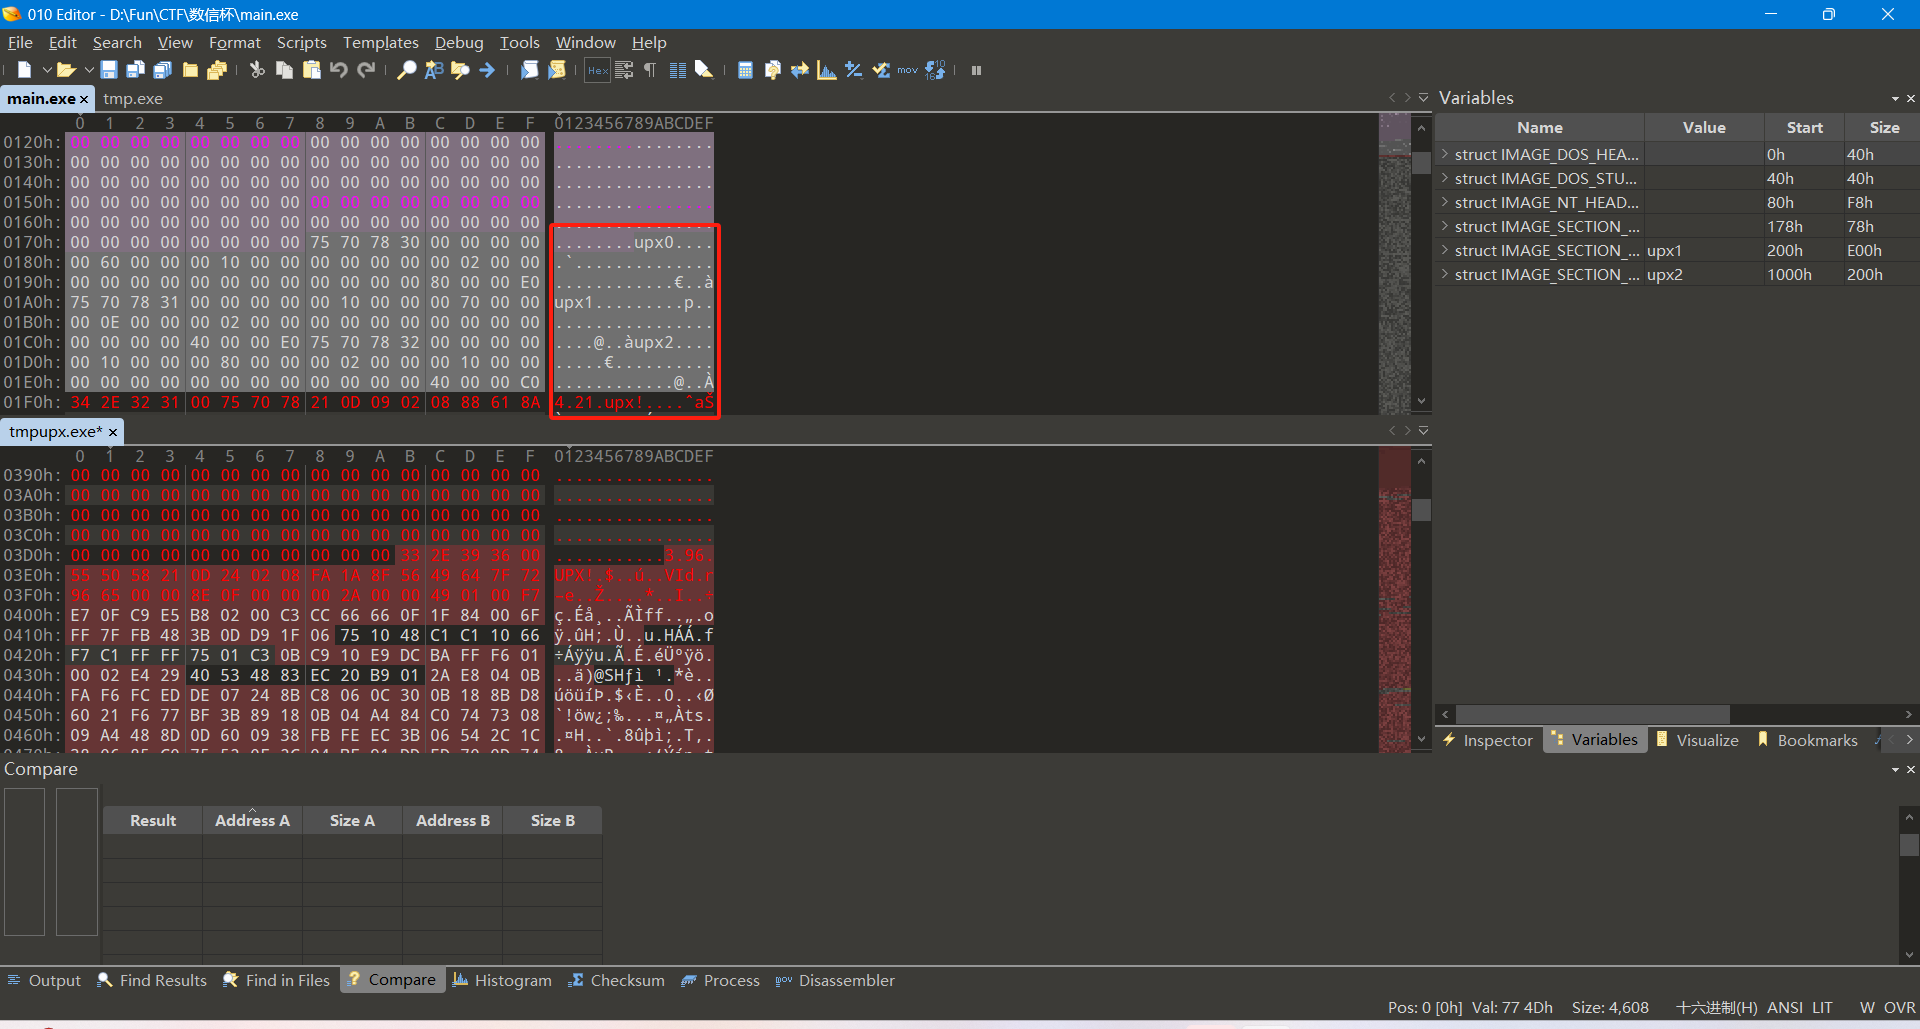 010 Editor - D:\Fun\CTF\数信杯\main.exe
File Edit Search View Format Scripts Templates Debug Tools Window Help
main.exe tmp.exe
Variables
0 1 2 3 4 5 6 7 8 9 A B C D E F 0123456789ABCDEF
0120h: 00 00 00 00 00 00 00 00 00 00 00 00 00 00 00 00 ................
0130h: 00 00 00 00 00 00 00 00 00 00 00 00 00 00 00 00 ................
0140h: 00 00 00 00 00 00 00 00 00 00 00 00 00 00 00 00 ................
0150h: 00 00 00 00 00 00 00 00 00 00 00 00 00 00 00 00 ................
0160h: 00 00 00 00 00 00 00 00 00 00 00 00 00 00 00 00 ................
0170h: 00 00 00 00 00 00 00 00 75 70 78 30 00 00 00 00 ........upx0....
0180h: 00 60 00 00 00 10 00 00 00 00 00 00 00 02 00 00 .`..............
0190h: 00 00 00 00 00 00 00 00 00 00 00 00 80 00 00 E0 ............€..à
01A0h: 75 70 78 31 00 00 00 00 00 10 00 00 00 70 00 00 upx1.........p..
01B0h: 00 0E 00 00 00 02 00 00 00 00 00 00 00 00 00 00 ................
01C0h: 00 00 00 00 40 00 00 E0 75 70 78 32 00 00 00 00 ....@..àupx2....
01D0h: 00 10 00 00 00 80 00 00 00 02 00 00 00 10 00 00 .....€..........
01E0h: 00 00 00 00 00 00 00 00 00 00 00 00 40 00 00 C0 ............@..À
01F0h: 34 2E 32 31 00 75 70 78 21 0D 09 02 08 88 61 8A 4.21.upx!....ˆaŠ
Name Value Start Size
struct IMAGE_DOS_HEA... 0h 40h
struct IMAGE_DOS_STU... 40h 40h
struct IMAGE_NT_HEAD... 80h F8h
struct IMAGE_SECTION_... 178h 78h
struct IMAGE_SECTION_... upx1 200h E00h
struct IMAGE_SECTION_... upx2 1000h 200h
tmpupx.exe*
0 1 2 3 4 5 6 7 8 9 A B C D E F 0123456789ABCDEF
0390h: 00 00 00 00 00 00 00 00 00 00 00 00 00 00 00 00 ................
03A0h: 00 00 00 00 00 00 00 00 00 00 00 00 00 00 00 00 ................
03B0h: 00 00 00 00 00 00 00 00 00 00 00 00 00 00 00 00 ................
03C0h: 00 00 00 00 00 00 00 00 00 00 00 00 00 00 00 00 ................
03D0h: 00 00 00 00 00 00 00 00 00 00 00 33 2E 39 36 00 ...........3.96.
03E0h: 55 50 58 21 0D 24 02 08 FA 1A 8F 56 49 64 7F 72 UPX!.$..ú..VId.r
03F0h: 96 65 00 00 8E 0F 00 00 00 2A 00 00 49 01 00 F7 –e..Ž....*..I..÷
0400h: E7 0F C9 E5 B8 02 00 C3 CC 66 66 0F 1F 84 00 6F ç.Éå¸..ÃÌff..„.o
0410h: FF 7F FB 48 3B 0D D9 1F 06 75 10 48 C1 C1 10 66 ÿ.ûH;.Ù..u.HÁÁ.f
0420h: F7 C1 FF FF 75 01 C3 0B C9 10 E9 DC BA FF F6 01 ÷Áÿÿu.Ã.É.éÜºÿö.
0430h: 00 02 E4 29 40 53 48 83 EC 20 B9 01 2A E8 04 0B ..ä)@SHƒì ¹.*è..
0440h: FA F6 FC ED DE 07 24 8B C8 06 0C 30 0B 18 8B D8 úöüíÞ.$‹È..0..‹Ø
0450h: 60 21 F6 77 BF 3B 89 18 0B 04 A4 84 C0 74 73 08 `!öw¿;‰...¤„Àts.
0460h: 09 A4 48 8D 0D 60 09 38 FB FE EC 3B 06 54 2C 1C .¤H..`.8ûþì;.T,.
Inspector Variables Visualize Bookmarks
Compare
Result Address A Size A Address B Size B
Output Find Results Find in Files Compare Histogram Checksum Process Disassembler
Pos: 0 [0h] Val: 77 4Dh Size: 4,608 十六进制(H) ANSI LIT W OVR